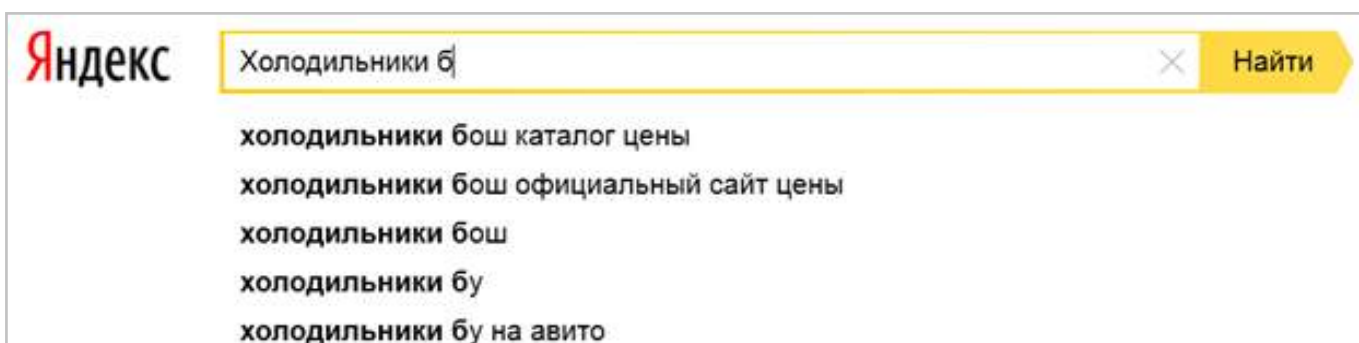 Яндекс Холодильники б Найти
холодильники бош каталог цены
холодильники бош официальный сайт цены
холодильники бош
холодильники бу
холодильники бу на авито